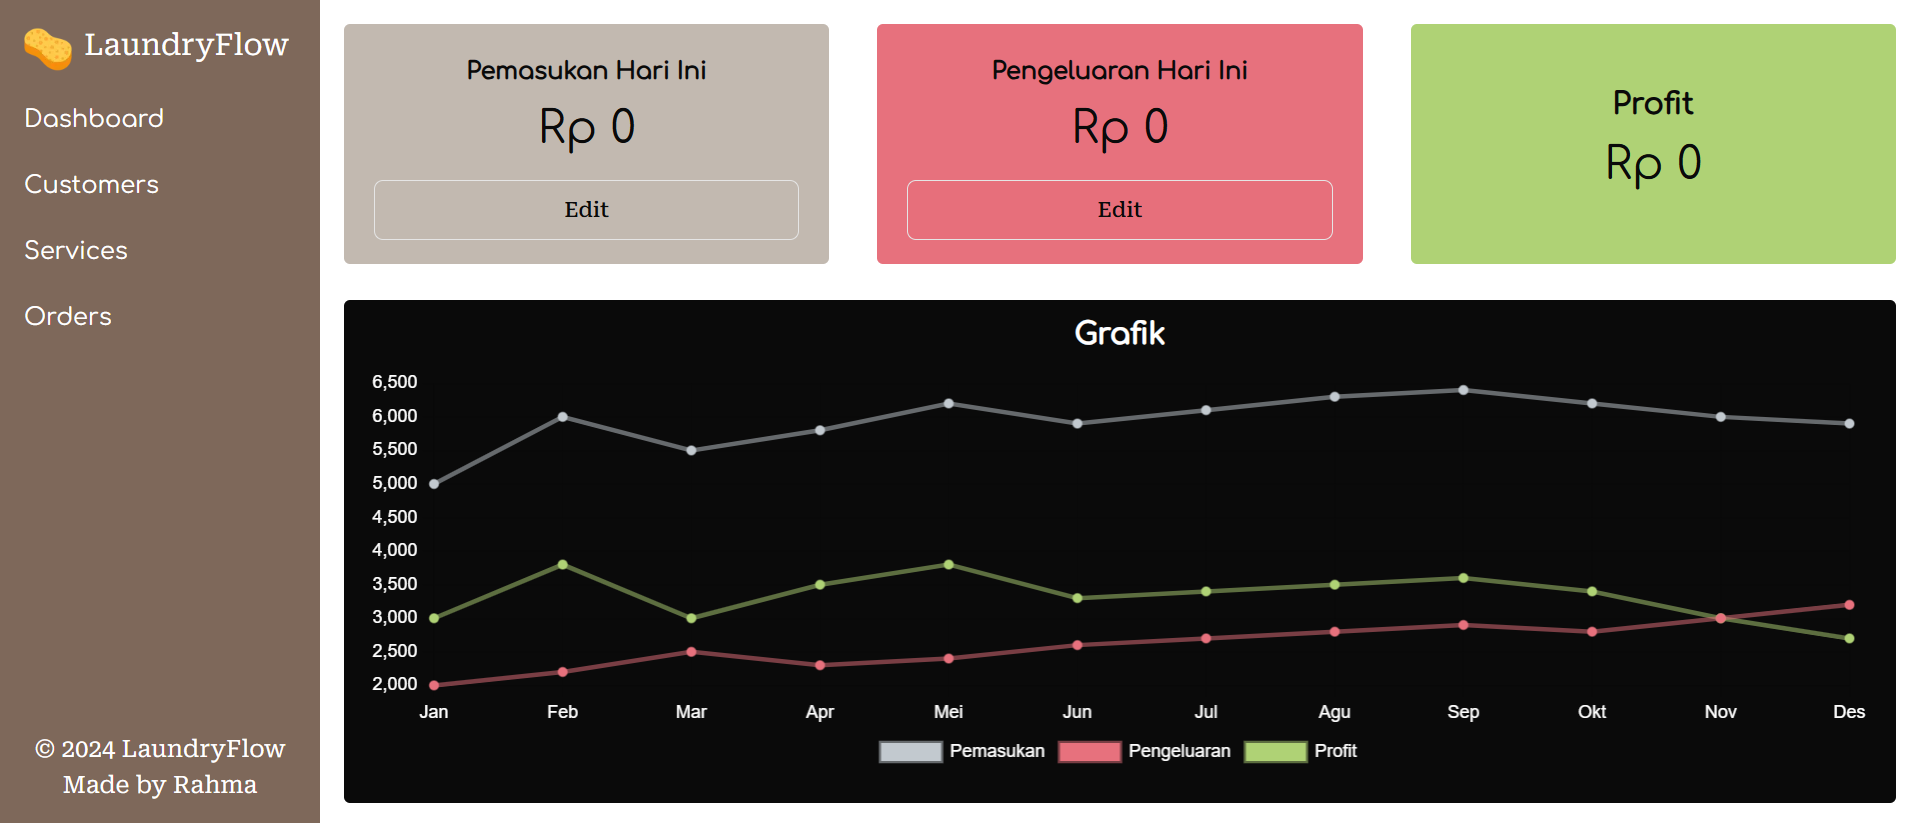 LaundryFlow
Dashboard
Customers
Services
Orders
© 2024 LaundryFlow
Made by Rahma
Pemasukan Hari Ini
Rp 0
Edit
Pengeluaran Hari Ini
Rp 0
Edit
Profit
Rp 0
Grafik
6,500
6,000
5,500
5,000
4,500
4,000
3,500
3,000
2,500
2,000
Jan Feb Mar Apr Mei Jun Jul Agu Sep Okt Nov Des
Pemasukan Pengeluaran Profit